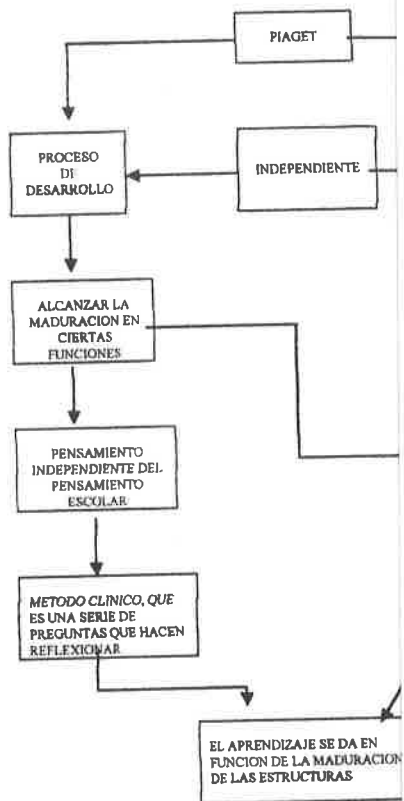 PIAGET
PROCESO
DE
DESARROLLO
INDEPENDIENTE
ALCANZAR LA
MADURACION EN
CIERTAS
FUNCIONES
PENSAMIENTO
INDEPENDIENTE DEL
PENSAMIENTO
ESCOLAR
METODO CLINICO, QUE
ES UNA SERIE DE
PREGUNTAS QUE HACEN
REFLEXIONAR
EL APRENDIZAJE SE DA EN
FUNCION DE LA MADURACION
DE LAS ESTRUCTURAS